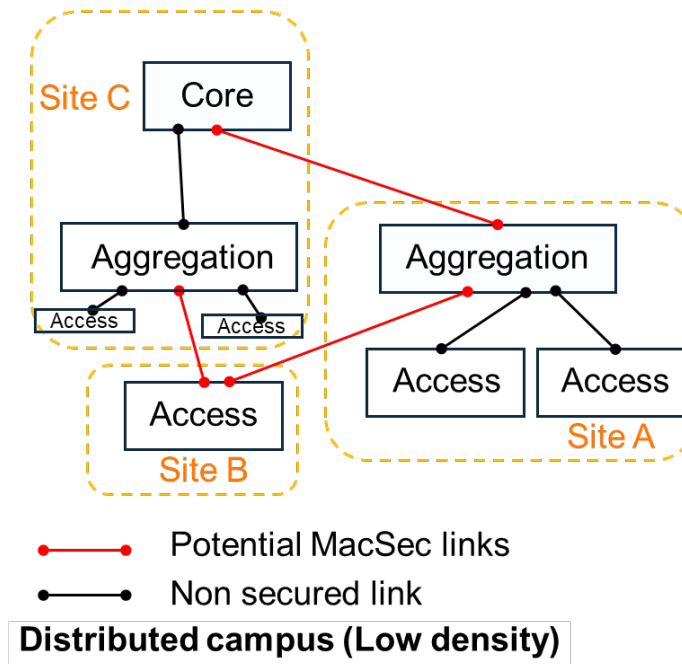 Core
Site C
Aggregation
Aggregation
Access
Access
Access
Access
Access
Site B
Site A
Potential MacSec links
Non secured link
Distributed campus (Low density)